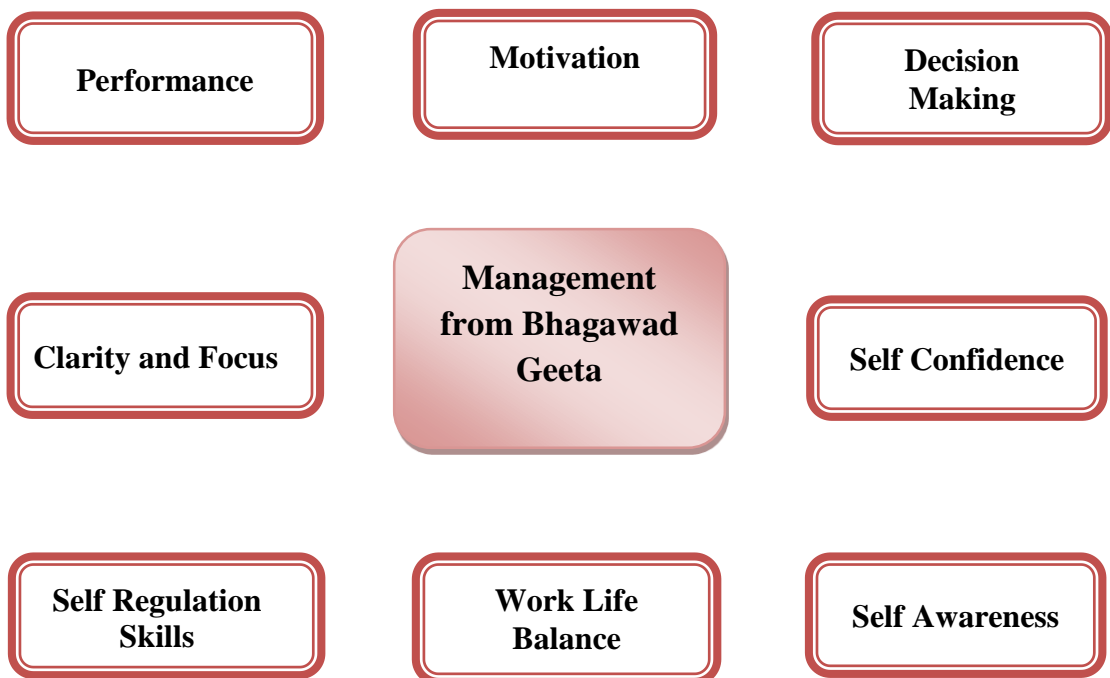 Performance
Motivation
Decision
Making
Clarity and Focus
Management
from Bhagawad
Geeta
Self Confidence
Self Regulation
Skills
Work Life
Balance
Self Awareness